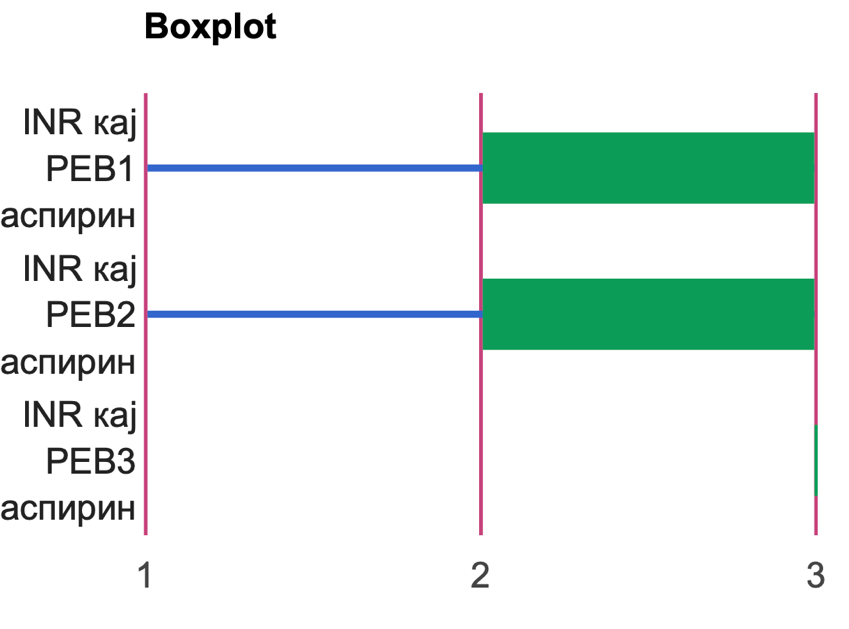 Boxplot
INR кај
РЕВ1
аспирин
INR кај
РЕВ2
аспирин
INR кај
РЕВ3
аспирин
1
2
3